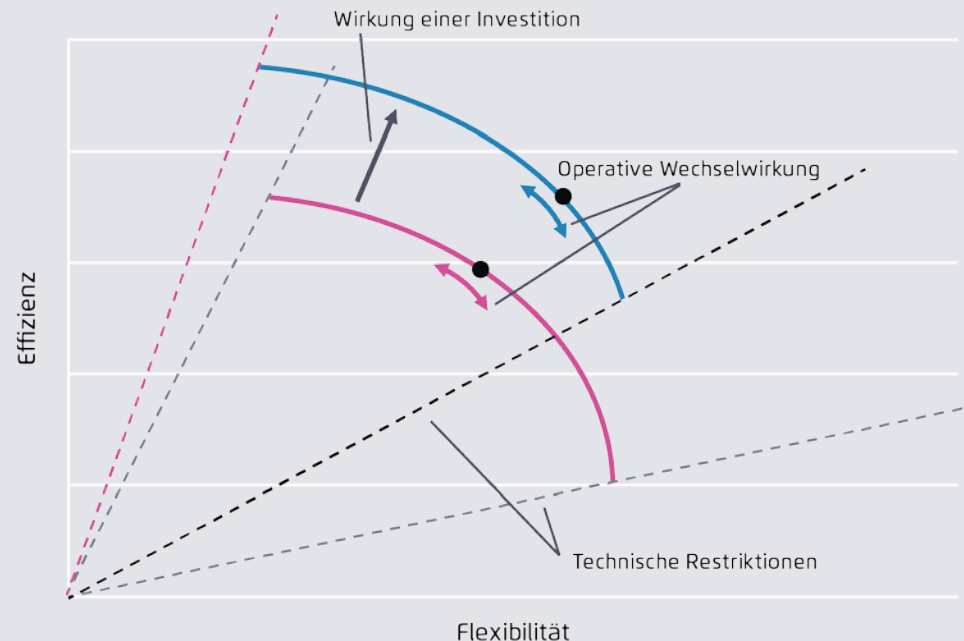 Wirkung einer Investition
Operative Wechselwirkung
Effizienz
Technische Restriktionen
Flexibilität